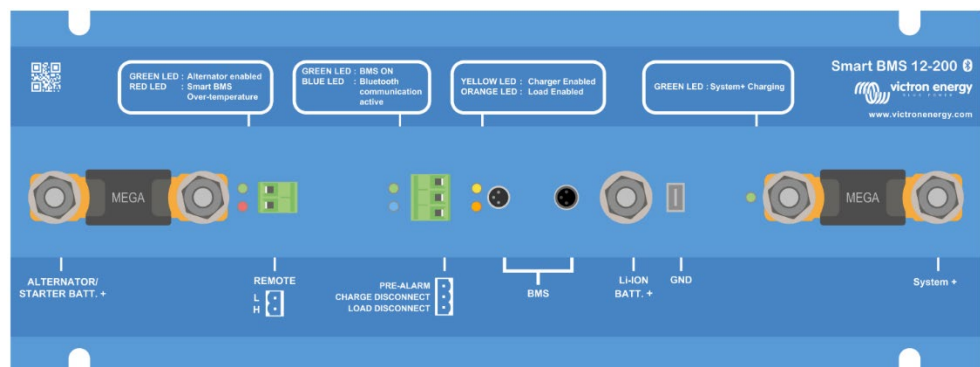 Smart BMS 12-200
victron energy
BLUE POWER
www.victronenergy.com
GREEN LED : Alternator enabled
RED LED : Smart BMS
Over-temperature
GREEN LED : BMS ON
BLUE LED : Bluetooth
communication
active
YELLOW LED : Charger Enabled
ORANGE LED : Load Enabled
GREEN LED : System+ Charging
MEGA
MEGA
ALTERNATOR/
STARTER BATT. +
REMOTE
L
H
PRE-ALARM
CHARGE DISCONNECT
LOAD DISCONNECT
BMS
Li-ION
BATT. +
GND
System +